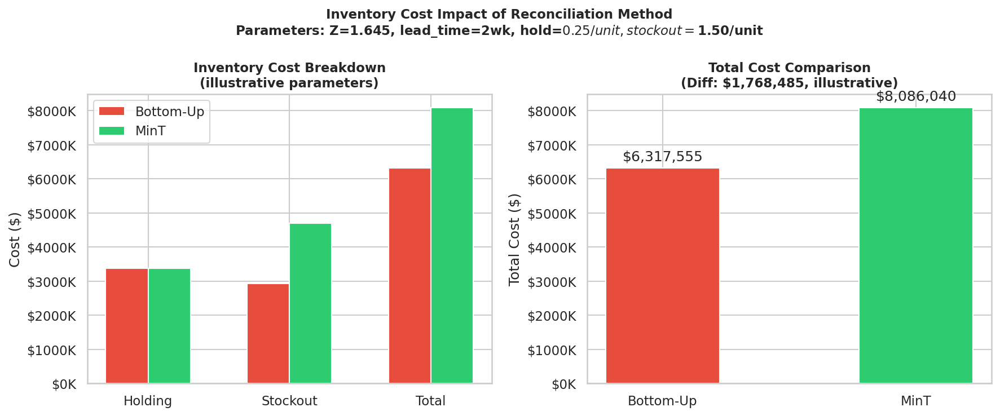 Inventory Cost Impact of Reconciliation Method
Parameters: Z=1.645, lead_time=2wk, hold=0.25/unit, stockout=1.50/unit
Inventory Cost Breakdown
(illustrative parameters)
Bottom-Up
MinT
Cost ($)
$8000K
$7000K
$6000K
$5000K
$4000K
$3000K
$2000K
$1000K
$0K
Holding
Stockout
Total
Total Cost Comparison
(Diff: $1,768,485, illustrative)
$8,086,040
$6,317,555
Total Cost ($)
$8000K
$7000K
$6000K
$5000K
$4000K
$3000K
$2000K
$1000K
$0K
Bottom-Up
MinT